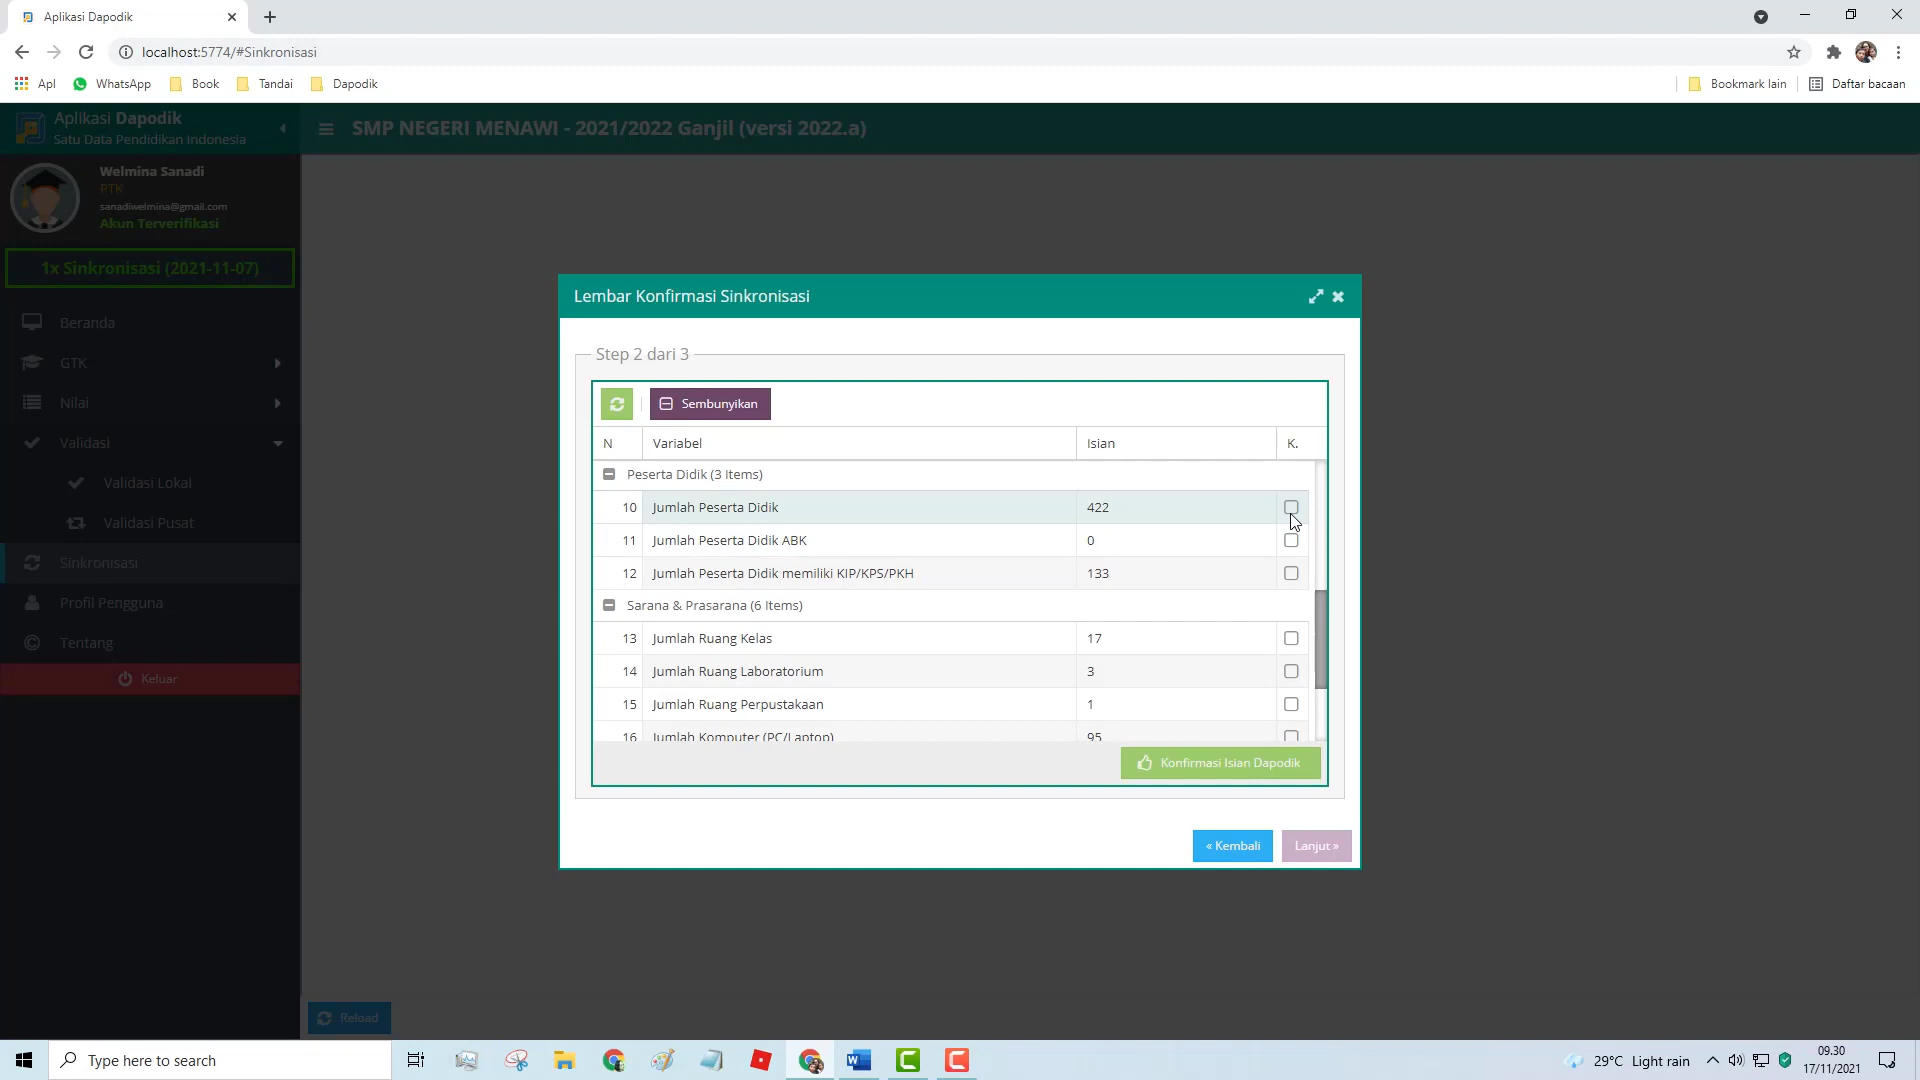 Aplikasi Dapodik
localhost:5774/#Sinkronisasi
Apl WhatsApp Book Tandai Dapodik Bookmark lain Daftar bacaan
Aplikasi Dapodik
Satu Data Pendidikan Indonesia
SMP NEGERI MENAWI - 2021/2022 Ganjil (versi 2022.a)
Welmina Sanadi
PTK
sanadiwelmina@gmail.com
Akun Terverifikasi
1x Sinkronisasi (2021-11-07)
Beranda
GTK
Nilai
Validasi
Validasi Lokal
Validasi Pusat
Sinkronisasi
Profil Pengguna
Tentang
Keluar
Lembar Konfirmasi Sinkronisasi
Step 2 dari 3
Sembunyikan
N Variabel Isian K.
Peserta Didik (3 Items)
10 Jumlah Peserta Didik 422
11 Jumlah Peserta Didik ABK 0
12 Jumlah Peserta Didik memiliki KIP/KPS/PKH 133
Sarana & Prasarana (6 Items)
13 Jumlah Ruang Kelas 17
14 Jumlah Ruang Laboratorium 3
15 Jumlah Ruang Perpustakaan 1
16 Jumlah Komputer (PC/Laptop) 95
Konfirmasi Isian Dapodik
« Kembali Lanjut »
Reload
Type here to search
29°C Light rain
09.30
17/11/2021